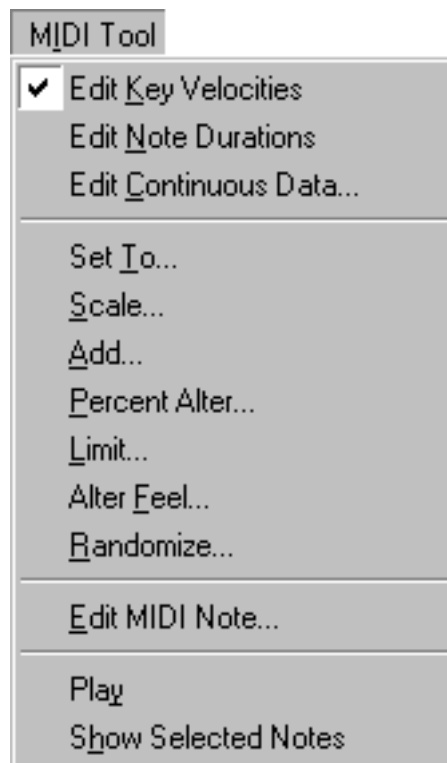 MIDI Tool
Edit Key Velocities
Edit Note Durations
Edit Continuous Data...
Set To...
Scale...
Add...
Percent Alter...
Limit...
Alter Feel...
Randomize...
Edit MIDI Note...
Play
Show Selected Notes